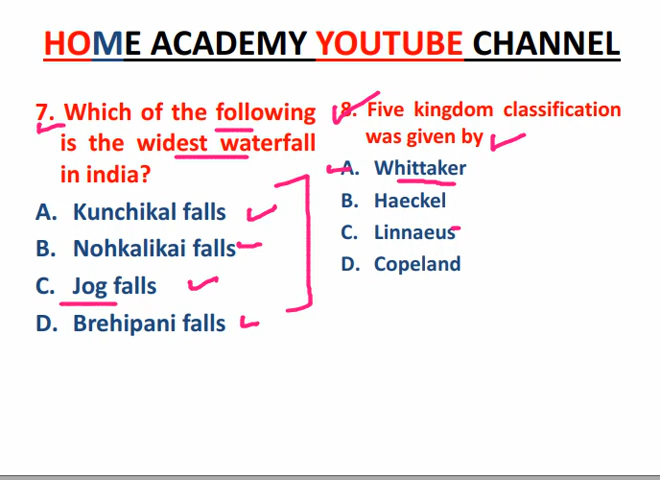 HOME ACADEMY YOUTUBE CHANNEL
7. Which of the following
is the widest waterfall
in india?
A. Kunchikal falls
B. Nohkalikai falls
C. Jog falls
D. Brehipani falls
8. Five kingdom classification
was given by
A. Whittaker
B. Haeckel
C. Linnaeus
D. Copeland